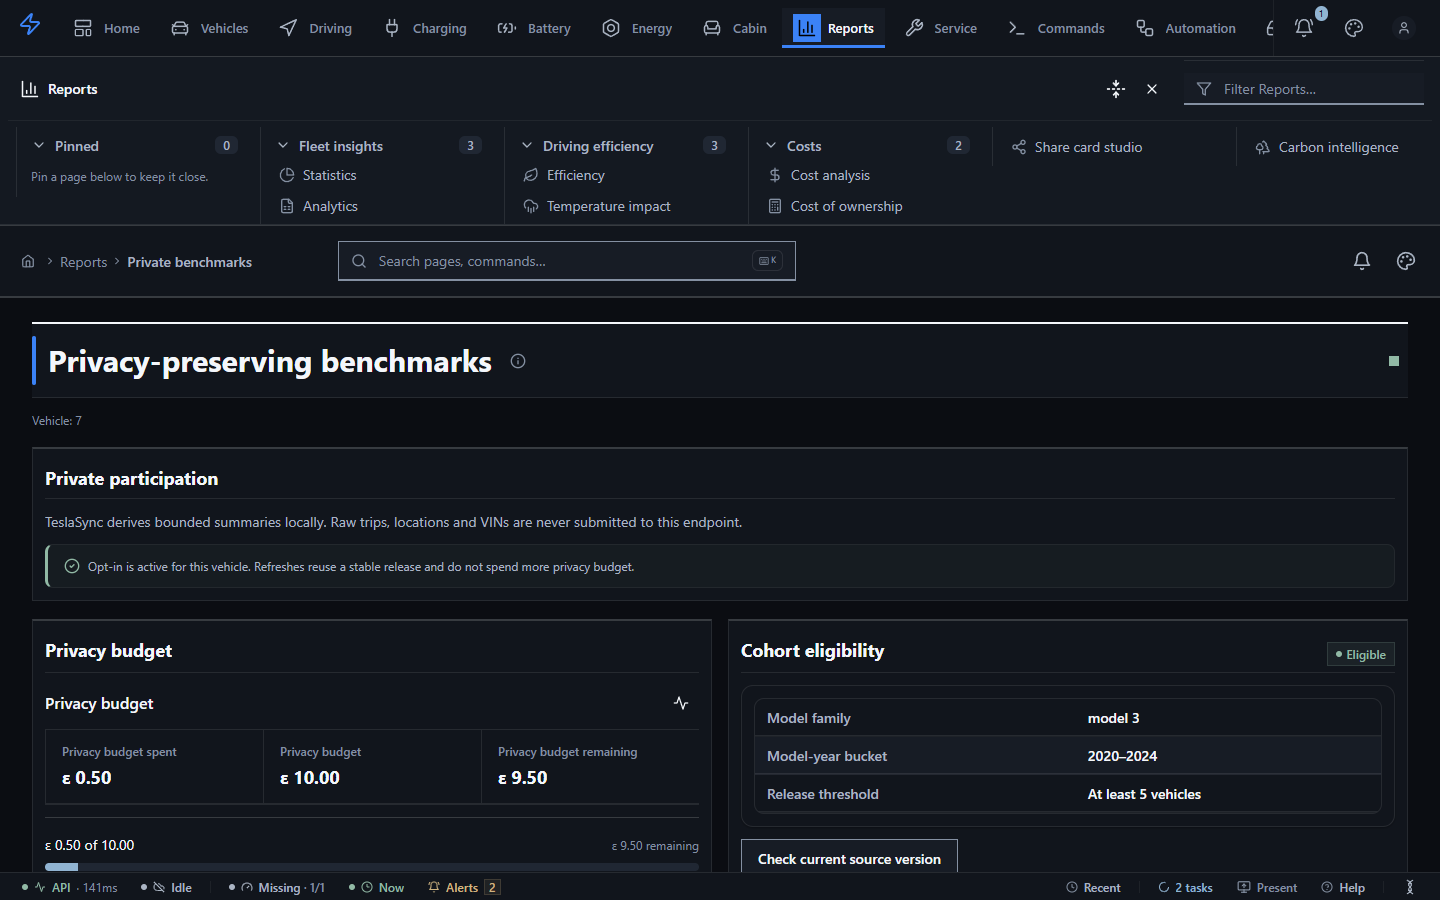 Home
Vehicles
Driving
Charging
Battery
Energy
Cabin
Reports
Service
Commands
Automation
1
Reports
Filter Reports...
Pinned 0
Pin a page below to keep it close.
Fleet insights 3
Statistics
Analytics
Driving efficiency 3
Efficiency
Temperature impact
Costs 2
Cost analysis
Cost of ownership
Share card studio
Carbon intelligence
Reports
Private benchmarks
Search pages, commands...
K
Privacy-preserving benchmarks
Vehicle: 7
Private participation
TeslaSync derives bounded summaries locally. Raw trips, locations and VINs are never submitted to this endpoint.
Opt-in is active for this vehicle. Refreshes reuse a stable release and do not spend more privacy budget.
Privacy budget
Privacy budget
Privacy budget spent
ε 0.50
Privacy budget
ε 10.00
Privacy budget remaining
ε 9.50
ε 0.50 of 10.00
ε 9.50 remaining
Cohort eligibility
Eligible
Model family model 3
Model-year bucket 2020–2024
Release threshold At least 5 vehicles
Check current source version
API · 141ms
Idle
Missing · 1/1
Now
Alerts 2
Recent
2 tasks
Present
Help